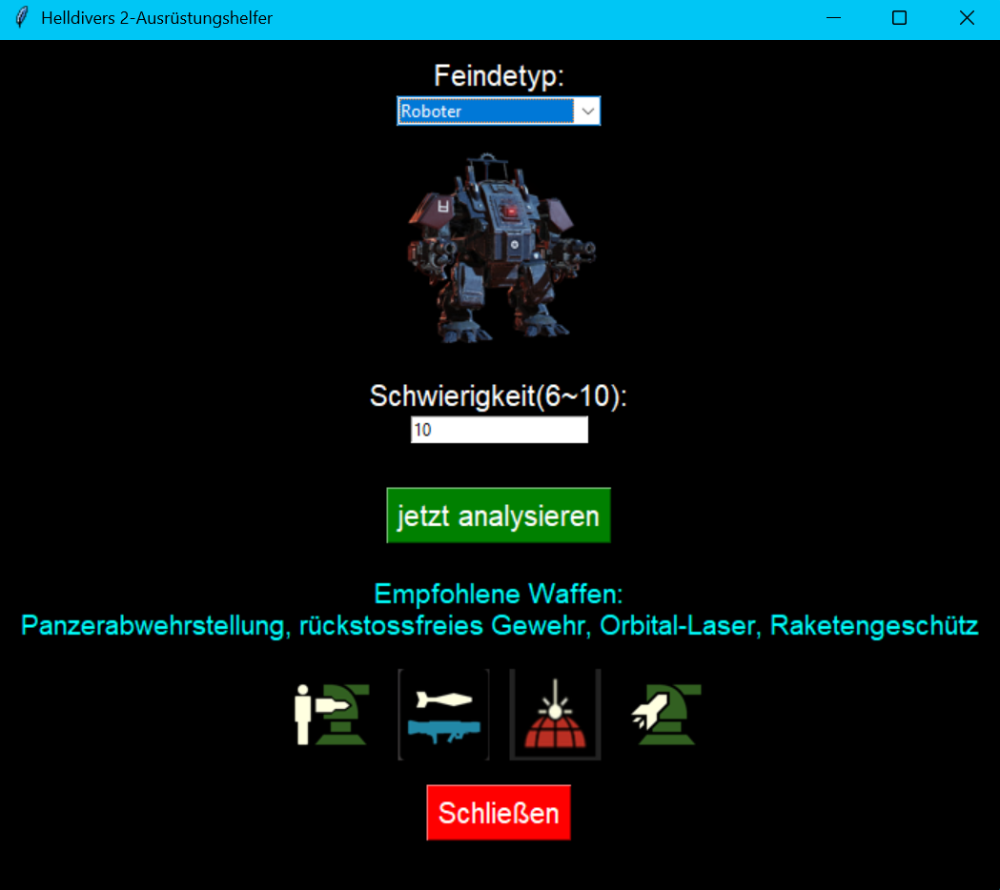 Helldivers 2-Ausrüstungshelfer
Feindetyp:
Roboter
Schwierigkeit(6~10):
10
jetzt analysieren
Empfohlene Waffen:
Panzerabwehrstellung, rückstossfreies Gewehr, Orbital-Laser, Raketengeschütz
Schließen